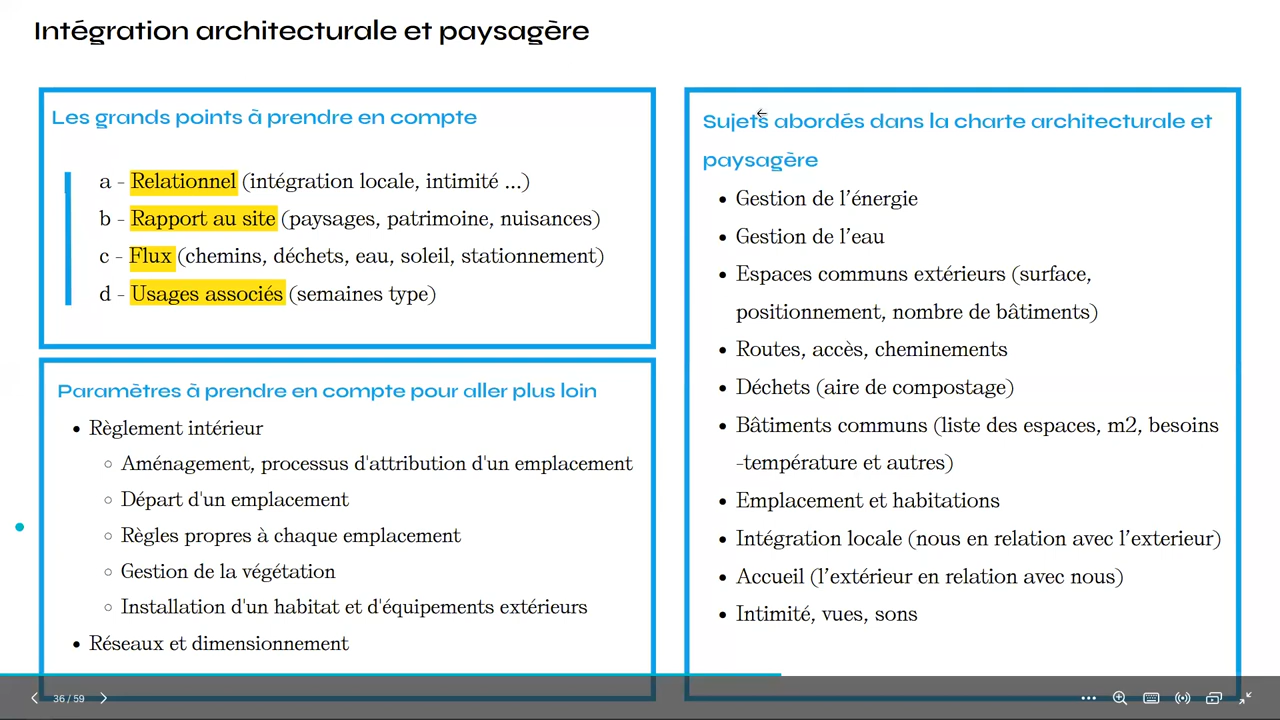 Intégration architecturale et paysagère
Les grands points à prendre en compte
a - Relationnel (intégration locale, intimité ...)
b - Rapport au site (paysages, patrimoine, nuisances)
c - Flux (chemins, déchets, eau, soleil, stationnement)
d - Usages associés (semaines type)
Paramètres à prendre en compte pour aller plus loin
• Règlement intérieur
○ Aménagement, processus d'attribution d'un emplacement
○ Départ d'un emplacement
○ Règles propres à chaque emplacement
○ Gestion de la végétation
○ Installation d'un habitat et d'équipements extérieurs
• Réseaux et dimensionnement
Sujets abordés dans la charte architecturale et
paysagère
• Gestion de l’énergie
• Gestion de l’eau
• Espaces communs extérieurs (surface,
positionnement, nombre de bâtiments)
• Routes, accès, cheminements
• Déchets (aire de compostage)
• Bâtiments communs (liste des espaces, m2, besoins
-température et autres)
• Emplacement et habitations
• Intégration locale (nous en relation avec l’exterieur)
• Accueil (l’extérieur en relation avec nous)
• Intimité, vues, sons
36 / 59